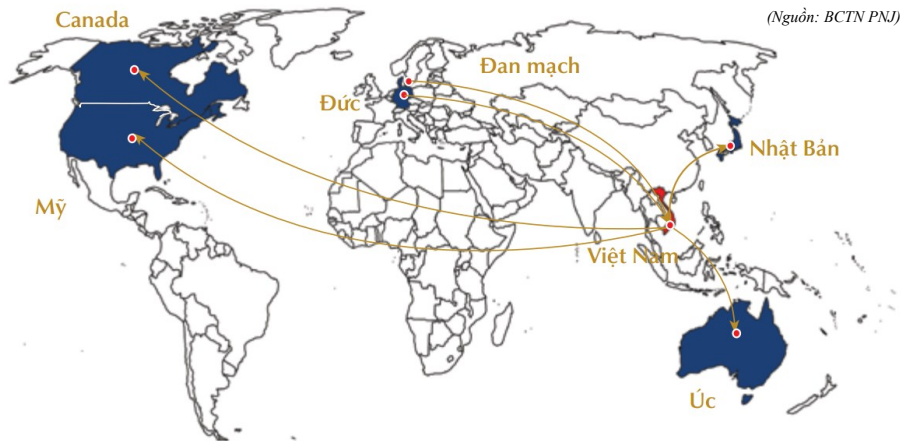 Canada
(Nguồn: BCTN PNJ)
Đan mạch
Đức
Nhật Bản
Mỹ
Việt Nam
Úc